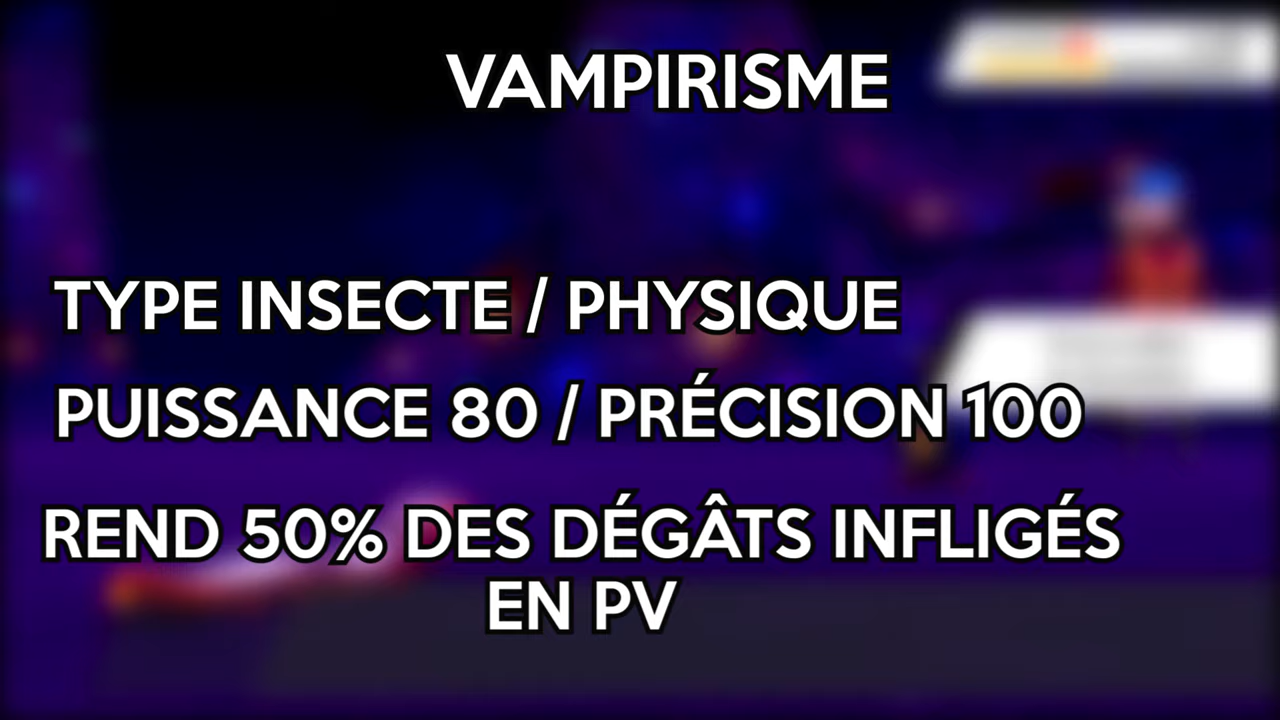 VAMPIRISME
TYPE INSECTE / PHYSIQUE
PUISSANCE 80 / PRÉCISION 100
REND 50% DES DÉGÂTS INFLIGÉS
EN PV